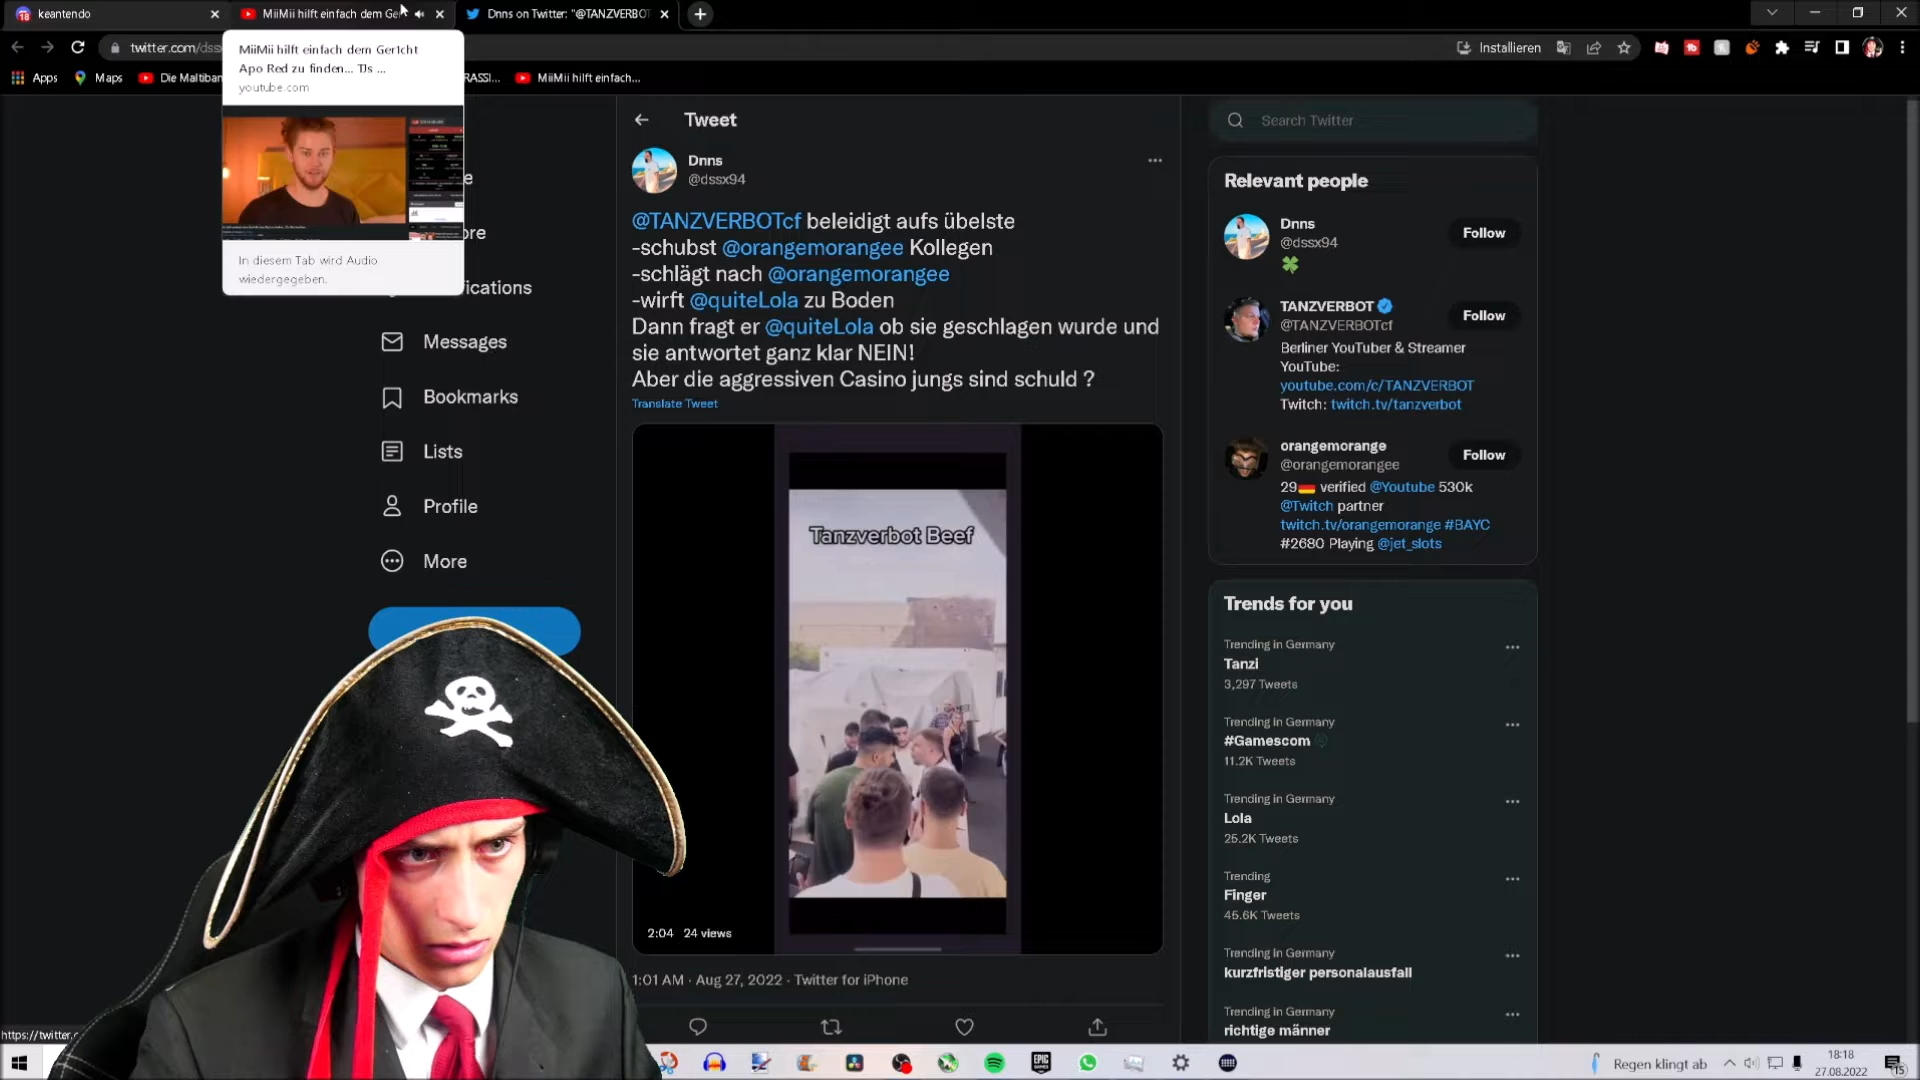 keantendo
MiiMii hilft einfach dem Ger
Dnns on Twitter: "@TANZVERBOT
twitter.com/dss
Installieren
Apps
Maps
Die Maltiban
RASSI...
MiiMii hilft einfach...
MiiMii hilft einfach dem Ger1cht
Apo Red zu finden... TJs ...
youtube.com
In diesem Tab wird Audio
wiedergegeben.
Messages
Bookmarks
Lists
Profile
More
Tweet
Dnns
@dssx94
@TANZVERBOTcf beleidigt aufs übelste
-schubst @orangemorangee Kollegen
-schlägt nach @orangemorangee
-wirft @quiteLola zu Boden
Dann fragt er @quiteLola ob sie geschlagen wurde und
sie antwortet ganz klar NEIN!
Aber die aggressiven Casino jungs sind schuld ?
Translate Tweet
Tanzverbot Beef
2:04 24 views
1:01 AM · Aug 27, 2022 · Twitter for iPhone
Search Twitter
Relevant people
Dnns
@dssx94
Follow
TANZVERBOT
@TANZVERBOTcf
Follow
Berliner YouTuber & Streamer
YouTube:
youtube.com/c/TANZVERBOT
Twitch: twitch.tv/tanzverbot
orangemorange
@orangemorangee
Follow
29 verified @Youtube 530k
@Twitch partner
twitch.tv/orangemorange #BAYC
#2680 Playing @jet_slots
Trends for you
Trending in Germany
Tanzi
3,297 Tweets
Trending in Germany
#Gamescom
11.2K Tweets
Trending in Germany
Lola
25.2K Tweets
Trending
Finger
45.6K Tweets
Trending in Germany
kurzfristiger personalausfall
Trending in Germany
richtige männer
https://twitter.c
Regen klingt ab
18:18
27.08.2022
15